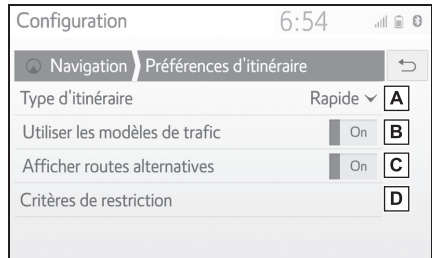 Configuration 6:54
Navigation Préférences d'itinéraire
Type d'itinéraire Rapide A
Utiliser les modèles de trafic On B
Afficher routes alternatives On C
Critères de restriction D